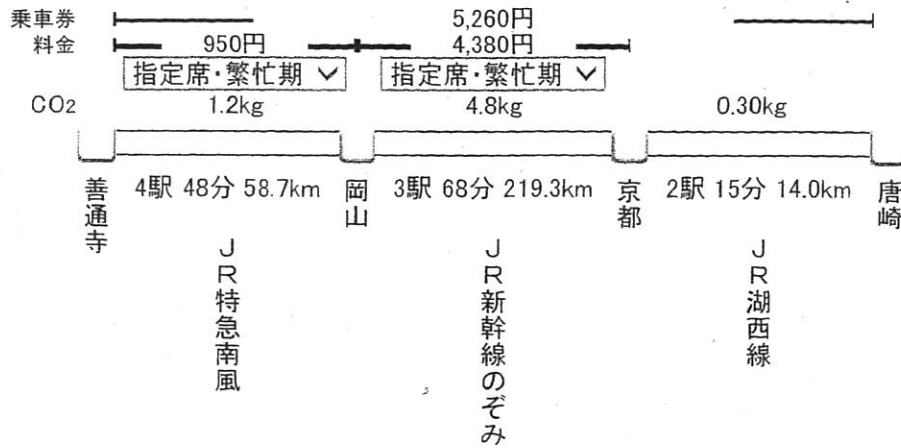 乗車券 5,260円
料金 950円 4,380円
指定席・繁忙期 指定席・繁忙期
CO2 1.2kg 4.8kg 0.30kg
善通寺 4駅 48分 58.7km 岡山 3駅 68分 219.3km 京都 2駅 15分 14.0km 唐崎
JR特急南風 JR新幹線のぞみ JR湖西線